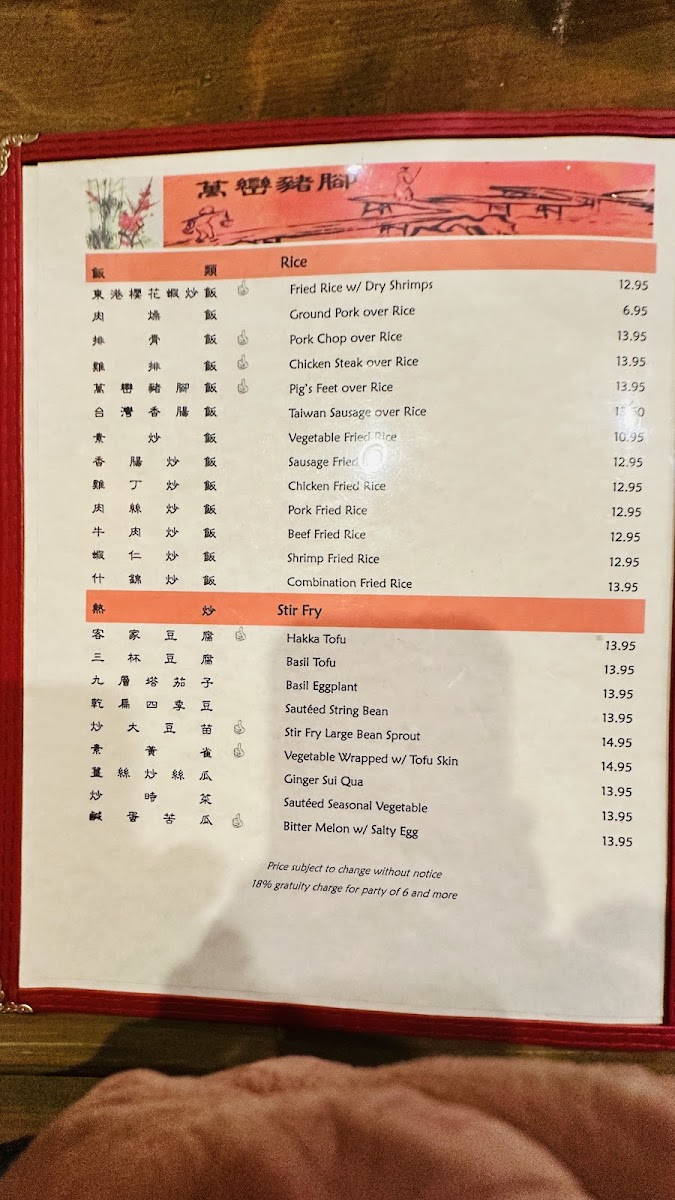 萬巒豬腳
飯類 Rice
東港櫻花蝦炒飯 Fried Rice w/ Dry Shrimps 12.95
肉燥飯 Ground Pork over Rice 6.95
排骨飯 Pork Chop over Rice 13.95
雞排飯 Chicken Steak over Rice 13.95
萬巒豬腳飯 Pig's Feet over Rice 13.95
台灣香腸飯 Taiwan Sausage over Rice
素炒飯 Vegetable Fried Rice 10.95
香腸炒飯 Sausage Fried 12.95
雞丁炒飯 Chicken Fried Rice 12.95
肉絲炒飯 Pork Fried Rice 12.95
牛肉炒飯 Beef Fried Rice 12.95
蝦仁炒飯 Shrimp Fried Rice 12.95
什錦炒飯 Combination Fried Rice 13.95
熱炒 Stir Fry
客家豆腐 Hakka Tofu 13.95
三杯豆腐 Basil Tofu 13.95
九層塔茄子 Basil Eggplant 13.95
乾扁四季豆 Sautéed String Bean 13.95
炒大豆苗 Stir Fry Large Bean Sprout 14.95
素黃雀 Vegetable Wrapped w/ Tofu Skin 14.95
薑絲炒絲瓜 Ginger Sui Qua 13.95
炒時菜 Sautéed Seasonal Vegetable 13.95
鹹蛋苦瓜 Bitter Melon w/ Salty Egg 13.95
Price subject to change without notice
18% gratuity charge for party of 6 and more